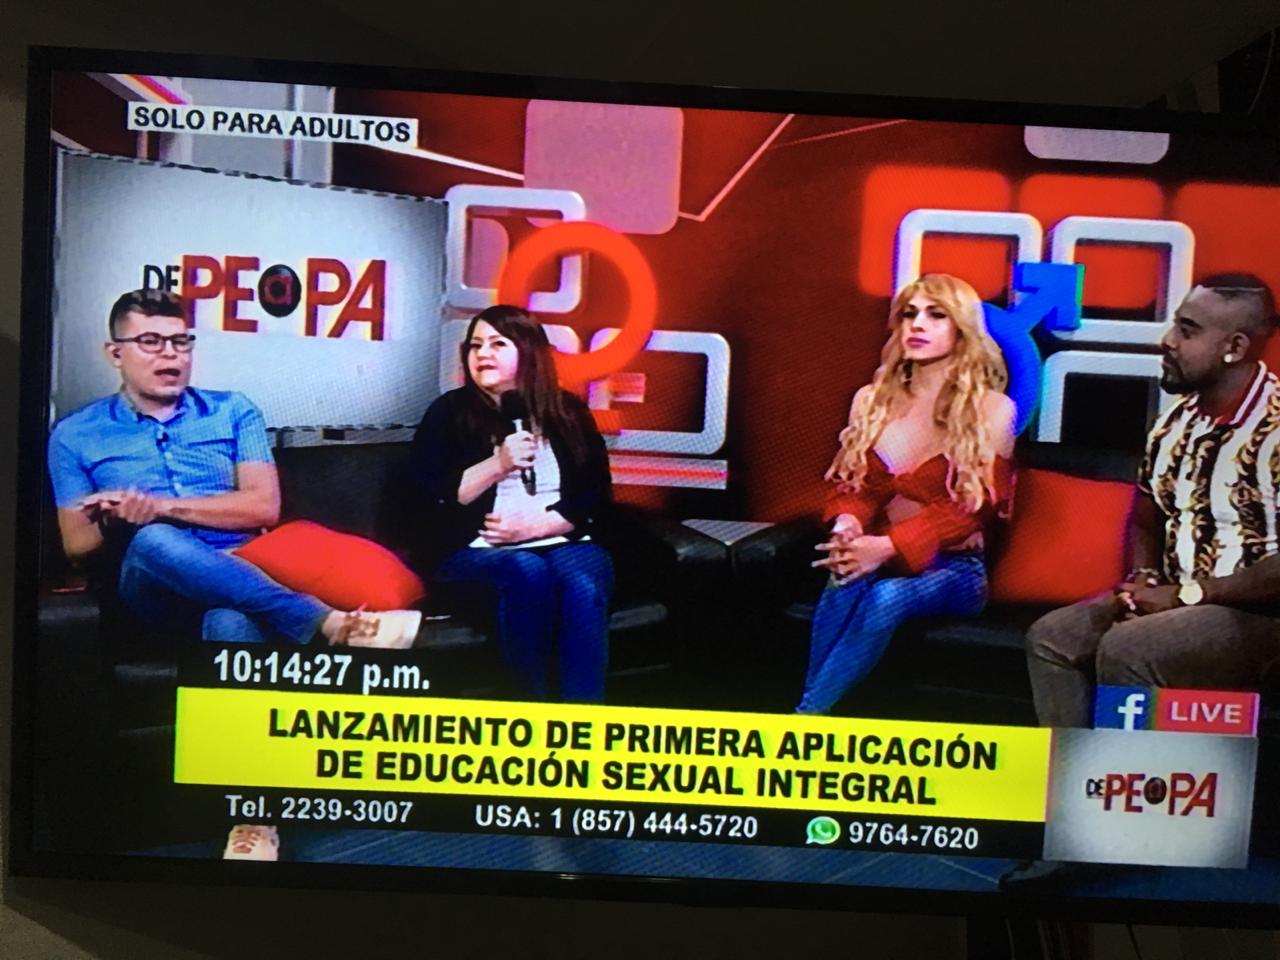 SOLO PARA ADULTOS
DE PE@PA
10:14:27 p.m.
LANZAMIENTO DE PRIMERA APLICACIÓN
DE EDUCACIÓN SEXUAL INTEGRAL
Tel. 2239-3007 USA: 1 (857) 444-5720 9764-7620
f LIVE
DE PE@PA